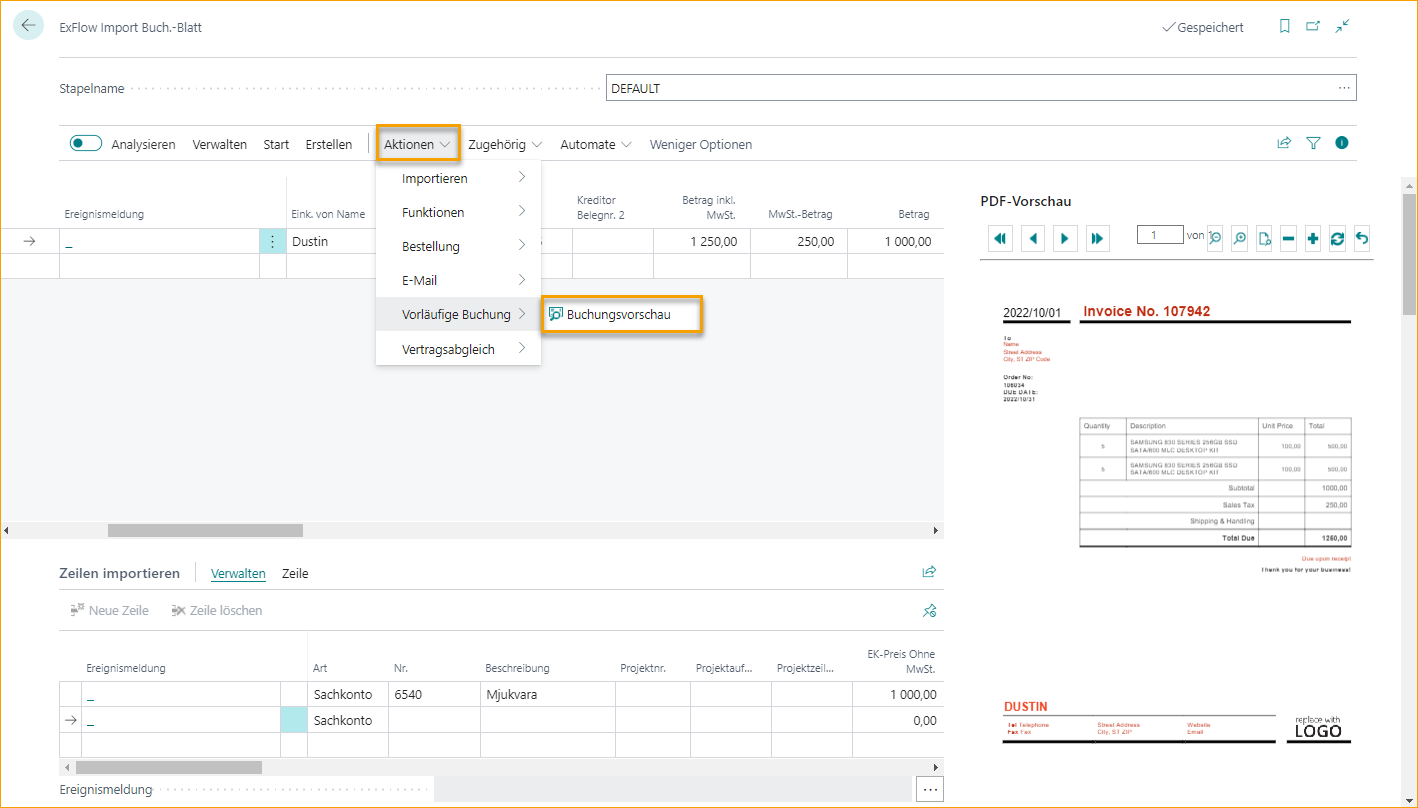 ExFlow Import Buch.-Blatt
Gespeichert
Stapelname
DEFAULT
Analysieren Verwalten Start Erstellen Aktionen Zugehörig Automate Weniger Optionen
Importieren
Funktionen
Bestellung
E-Mail
Vorläufige Buchung
Buchungsvorschau
Vertragsabgleich
Ereignismeldung Eink. von Name Kreditor Belegnr. 2 Betrag inkl. MwSt. MwSt.-Betrag Betrag
_ Dustin 1 250,00 250,00 1 000,00
PDF-Vorschau
1 von 1
2022/10/01 Invoice No. 107942
To
Name
Street Address
City, ST ZIP Code
Order No:
106034
DUE DATE:
2022/10/31
Quantity Description Unit Price Total
5 SAMSUNG 830 SERIES 256GB SSD 100,00 500,00
SATA/600 MLC DESKTOP KIT
5 SAMSUNG 830 SERIES 256GB SSD 100,00 500,00
SATA/600 MLC DESKTOP KIT
Subtotal 1000,00
Sales Tax 250,00
Shipping & Handling
Total Due 1250,00
Due upon receipt
Thank you for your business!
DUSTIN
Tel Telephone Street Address Website
Fax Fax City, ST ZIP Email
replace with
LOGO
Zeilen importieren Verwalten Zeile
Neue Zeile Zeile löschen
Ereignismeldung Art Nr. Beschreibung Projektnr. Projektauf... Projektzeil... EK-Preis Ohne MwSt.
_ Sachkonto 6540 Mjukvara 1 000,00
_ Sachkonto 0,00
Ereignismeldung